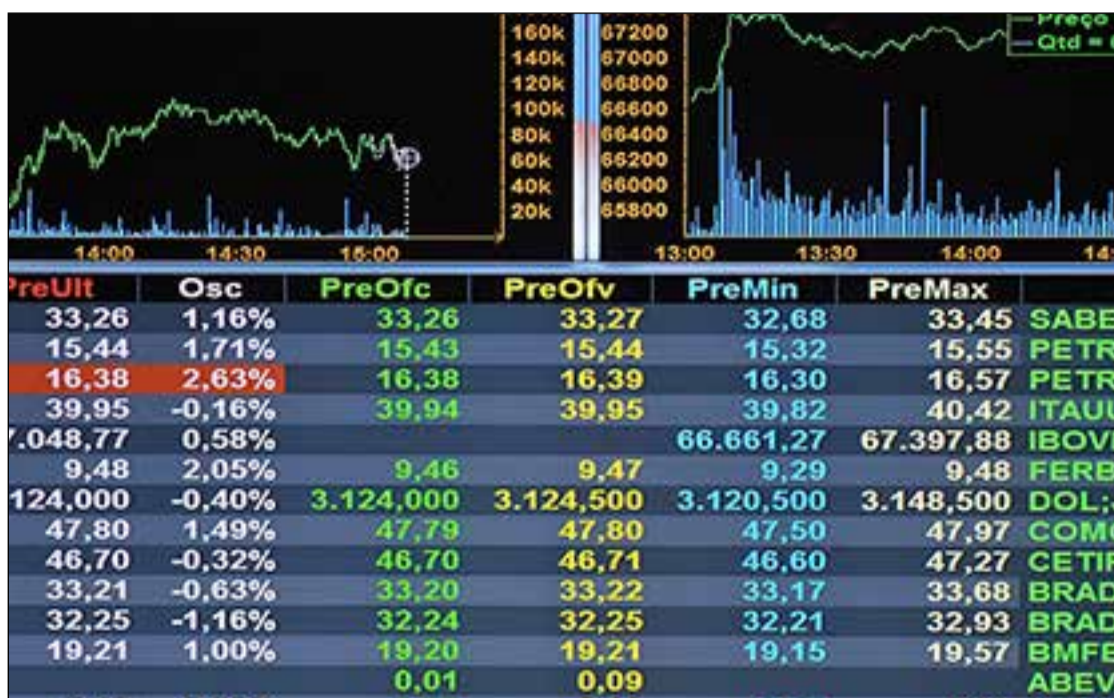 160k 67200 Preço
140k 67000 Qtd =
120k 66800
100k 66600
80k 66400
60k 66200
40k 66000
20k 65800
14:00 14:30 15:00 13:00 13:30 14:00 14
PreUlt Osc PreOfc PreOfv PreMin PreMax
33,26 1,16% 33,26 33,27 32,68 33,45 SABE
15,44 1,71% 15,43 15,44 15,32 15,55 PETR
16,38 2,63% 16,38 16,39 16,30 16,57 PETR
39,95 -0,16% 39,94 39,95 39,82 40,42 ITAU
7.048,77 0,58% 66.661,27 67.397,88 IBOV
9,48 2,05% 9,46 9,47 9,29 9,48 FERB
124,000 -0,40% 3.124,000 3.124,500 3.120,500 3.148,500 DOL;
47,80 1,49% 47,79 47,80 47,50 47,97 COM
46,70 -0,32% 46,70 46,71 46,60 47,27 CETIP
33,21 -0,63% 33,20 33,22 33,17 33,68 BRAD
32,25 -1,16% 32,24 32,25 32,21 32,93 BRAD
19,21 1,00% 19,20 19,21 19,15 19,57 BMFB
0,01 0,09 ABEV